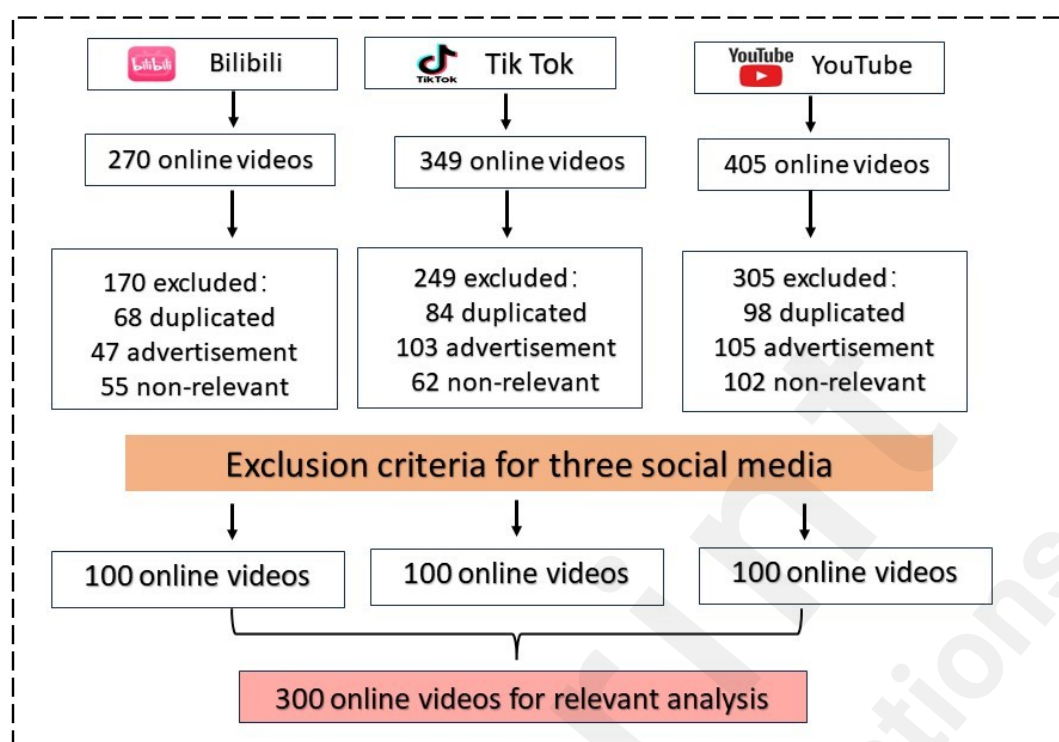 bilibili Bilibili
TikTok Tik Tok
YouTube YouTube
270 online videos
349 online videos
405 online videos
170 excluded：
68 duplicated
47 advertisement
55 non-relevant
249 excluded：
84 duplicated
103 advertisement
62 non-relevant
305 excluded：
98 duplicated
105 advertisement
102 non-relevant
Exclusion criteria for three social media
100 online videos
100 online videos
100 online videos
300 online videos for relevant analysis